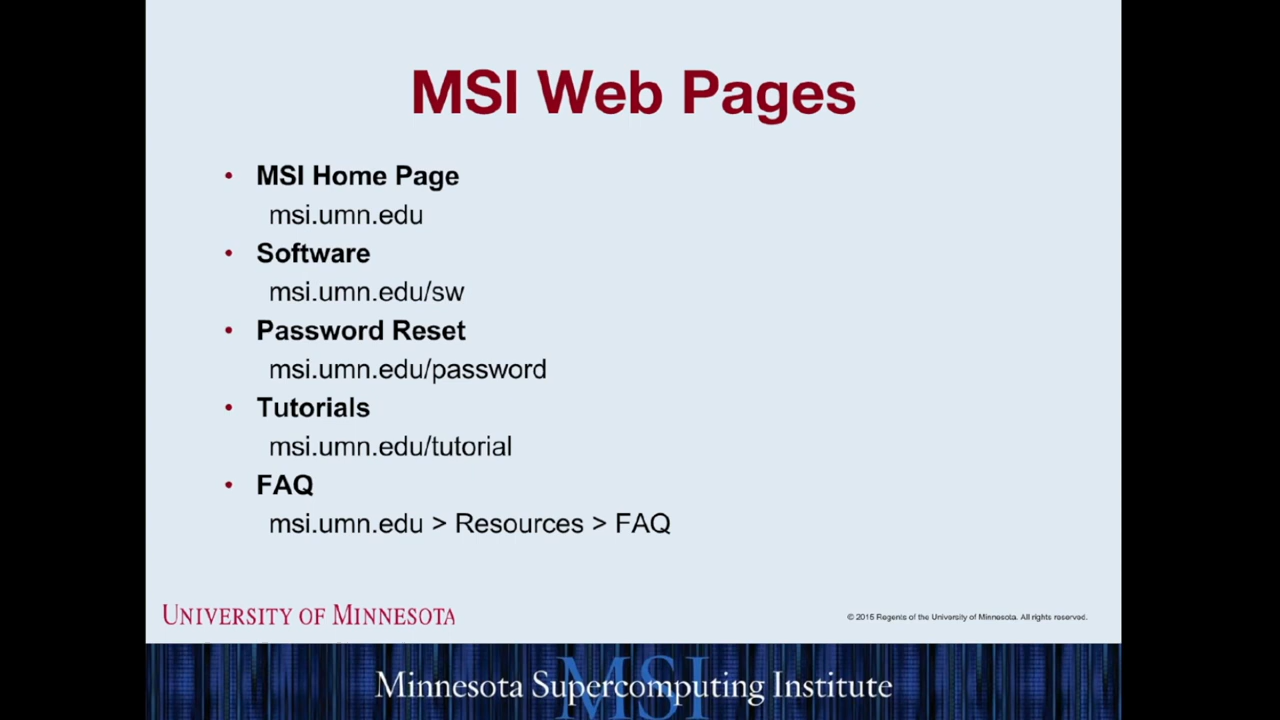 MSI Web Pages
• MSI Home Page
msi.umn.edu
• Software
msi.umn.edu/sw
• Password Reset
msi.umn.edu/password
• Tutorials
msi.umn.edu/tutorial
• FAQ
msi.umn.edu > Resources > FAQ
UNIVERSITY OF MINNESOTA
© 2015 Regents of the University of Minnesota. All rights reserved.
MSI
Minnesota Supercomputing Institute